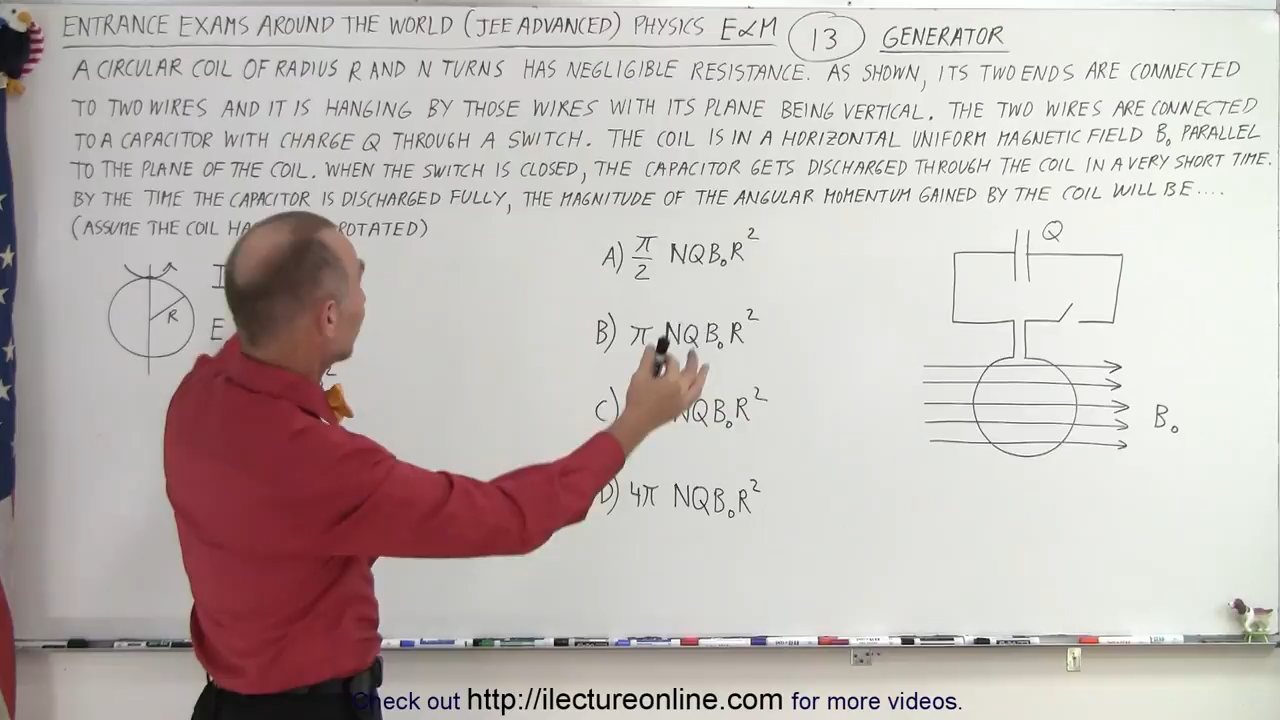 ENTRANCE EXAMS AROUND THE WORLD (JEE ADVANCED) PHYSICS E&M 13 GENERATOR
A CIRCULAR COIL OF RADIUS R AND N TURNS HAS NEGLIGIBLE RESISTANCE. AS SHOWN, ITS TWO ENDS ARE CONNECTED
TO TWO WIRES AND IT IS HANGING BY THOSE WIRES WITH ITS PLANE BEING VERTICAL. THE TWO WIRES ARE CONNECTED
TO A CAPACITOR WITH CHARGE Q THROUGH A SWITCH. THE COIL IS IN A HORIZONTAL UNIFORM MAGNETIC FIELD B₀ PARALLEL
TO THE PLANE OF THE COIL. WHEN THE SWITCH IS CLOSED, THE CAPACITOR GETS DISCHARGED THROUGH THE COIL IN A VERY SHORT TIME.
BY THE TIME THE CAPACITOR IS DISCHARGED FULLY, THE MAGNITUDE OF THE ANGULAR MOMENTUM GAINED BY THE COIL WILL BE....
(ASSUME THE COIL ROTATED)
R
A) π/2 NQB₀R²
B) π NQB₀R²
C) NQB₀R²
D) 4π NQB₀R²
Q
B₀
Check out http://ilectureonline.com for more videos.